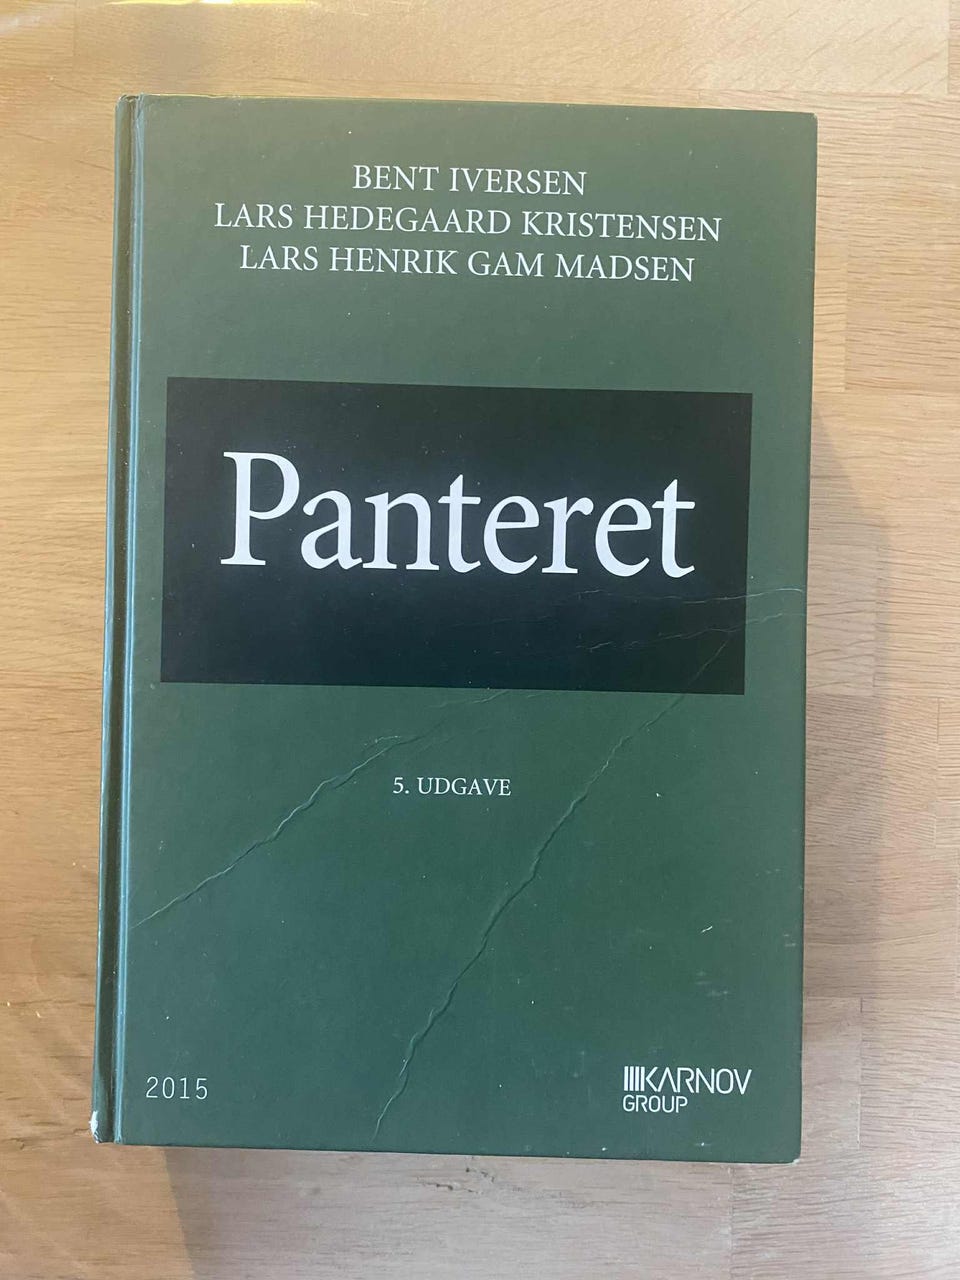 BENT IVERSEN
LARS HEDEGAARD KRISTENSEN
LARS HENRIK GAM MADSEN
Panteret
5. UDGAVE
2015
KARNOV
GROUP